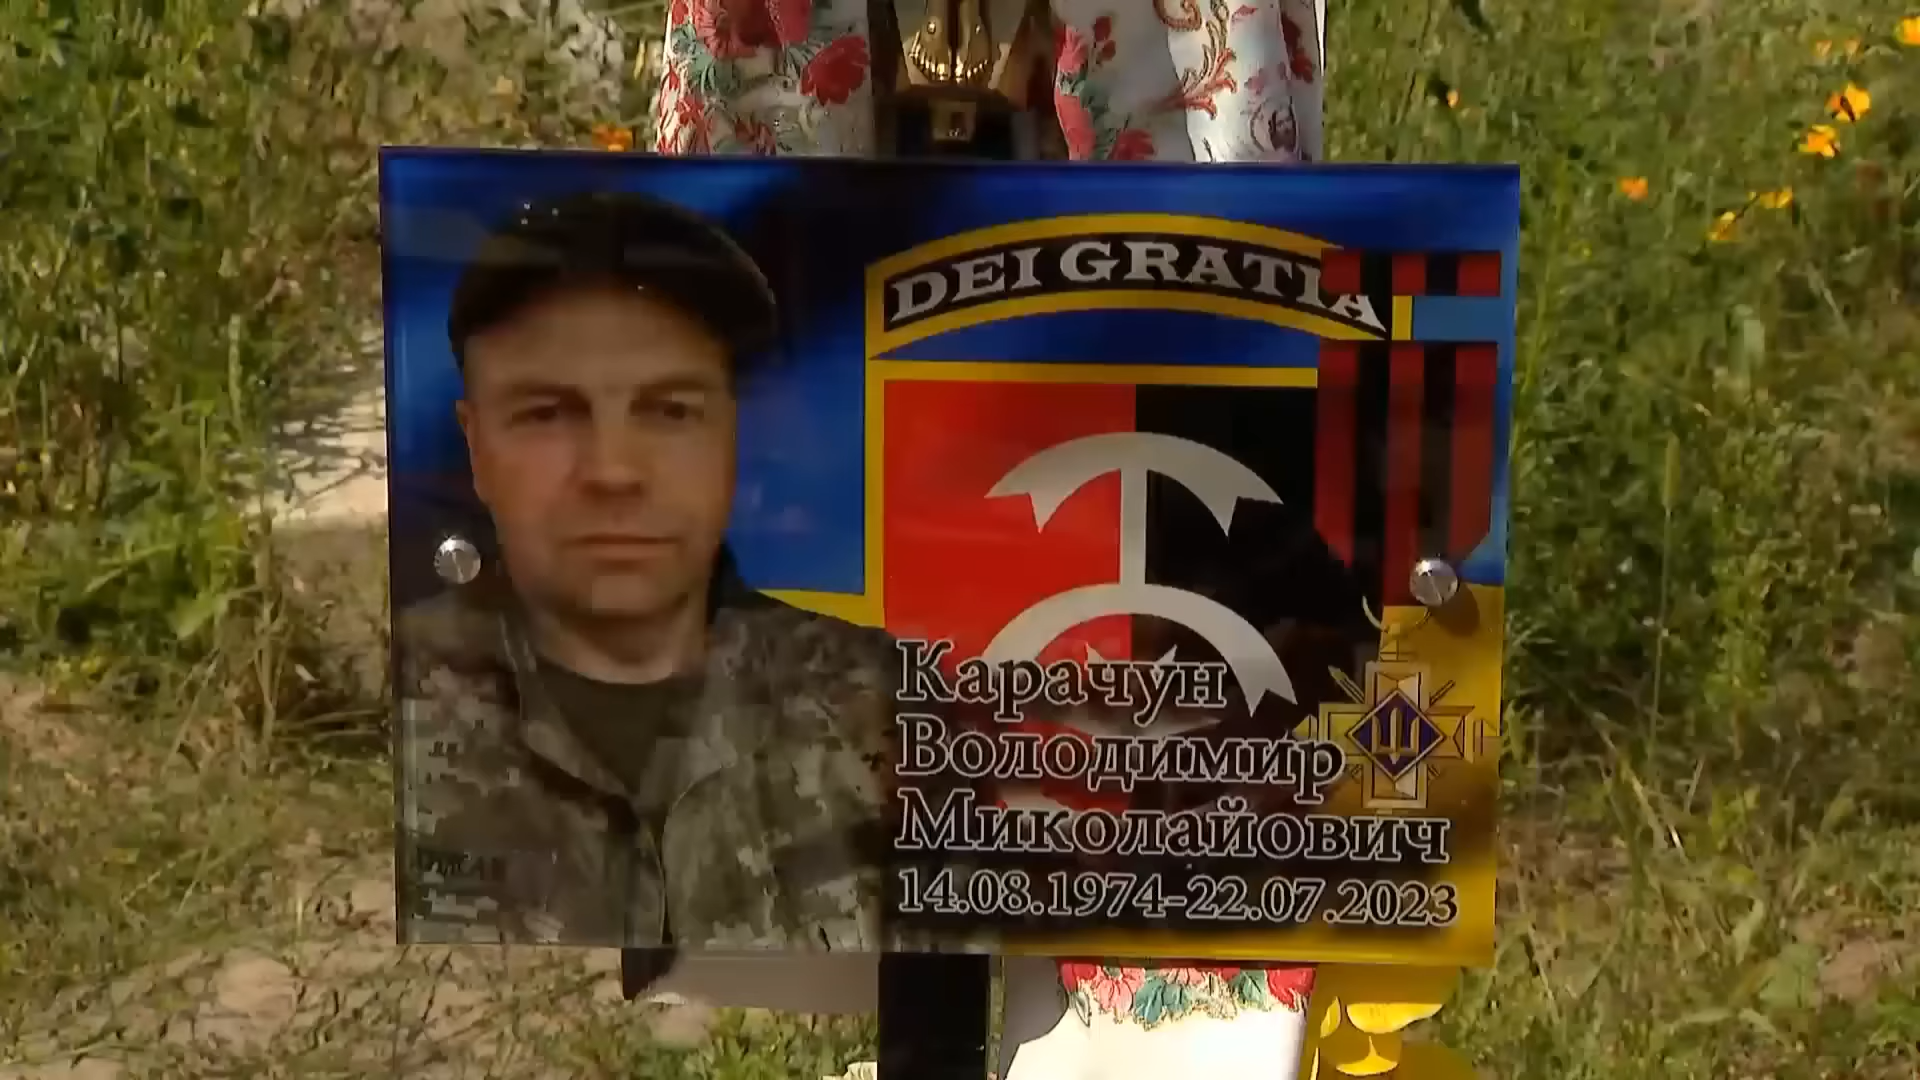 DEI GRATIA
Карачун
Володимир
Миколайович
14.08.1974-22.07.2023